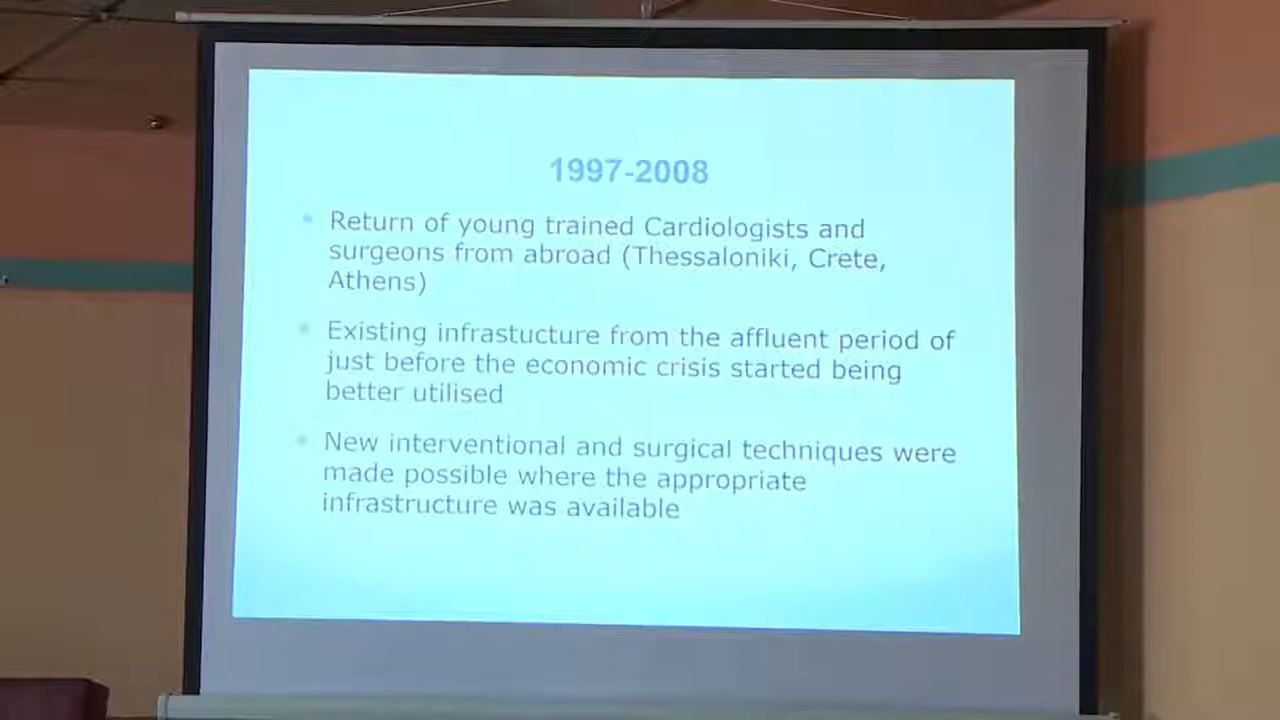 1997-2008
Return of young trained Cardiologists and
surgeons from abroad (Thessaloniki, Crete,
Athens)
Existing infrastucture from the affluent period of
just before the economic crisis started being
better utilised
New interventional and surgical techniques were
made possible where the appropriate
infrastructure was available